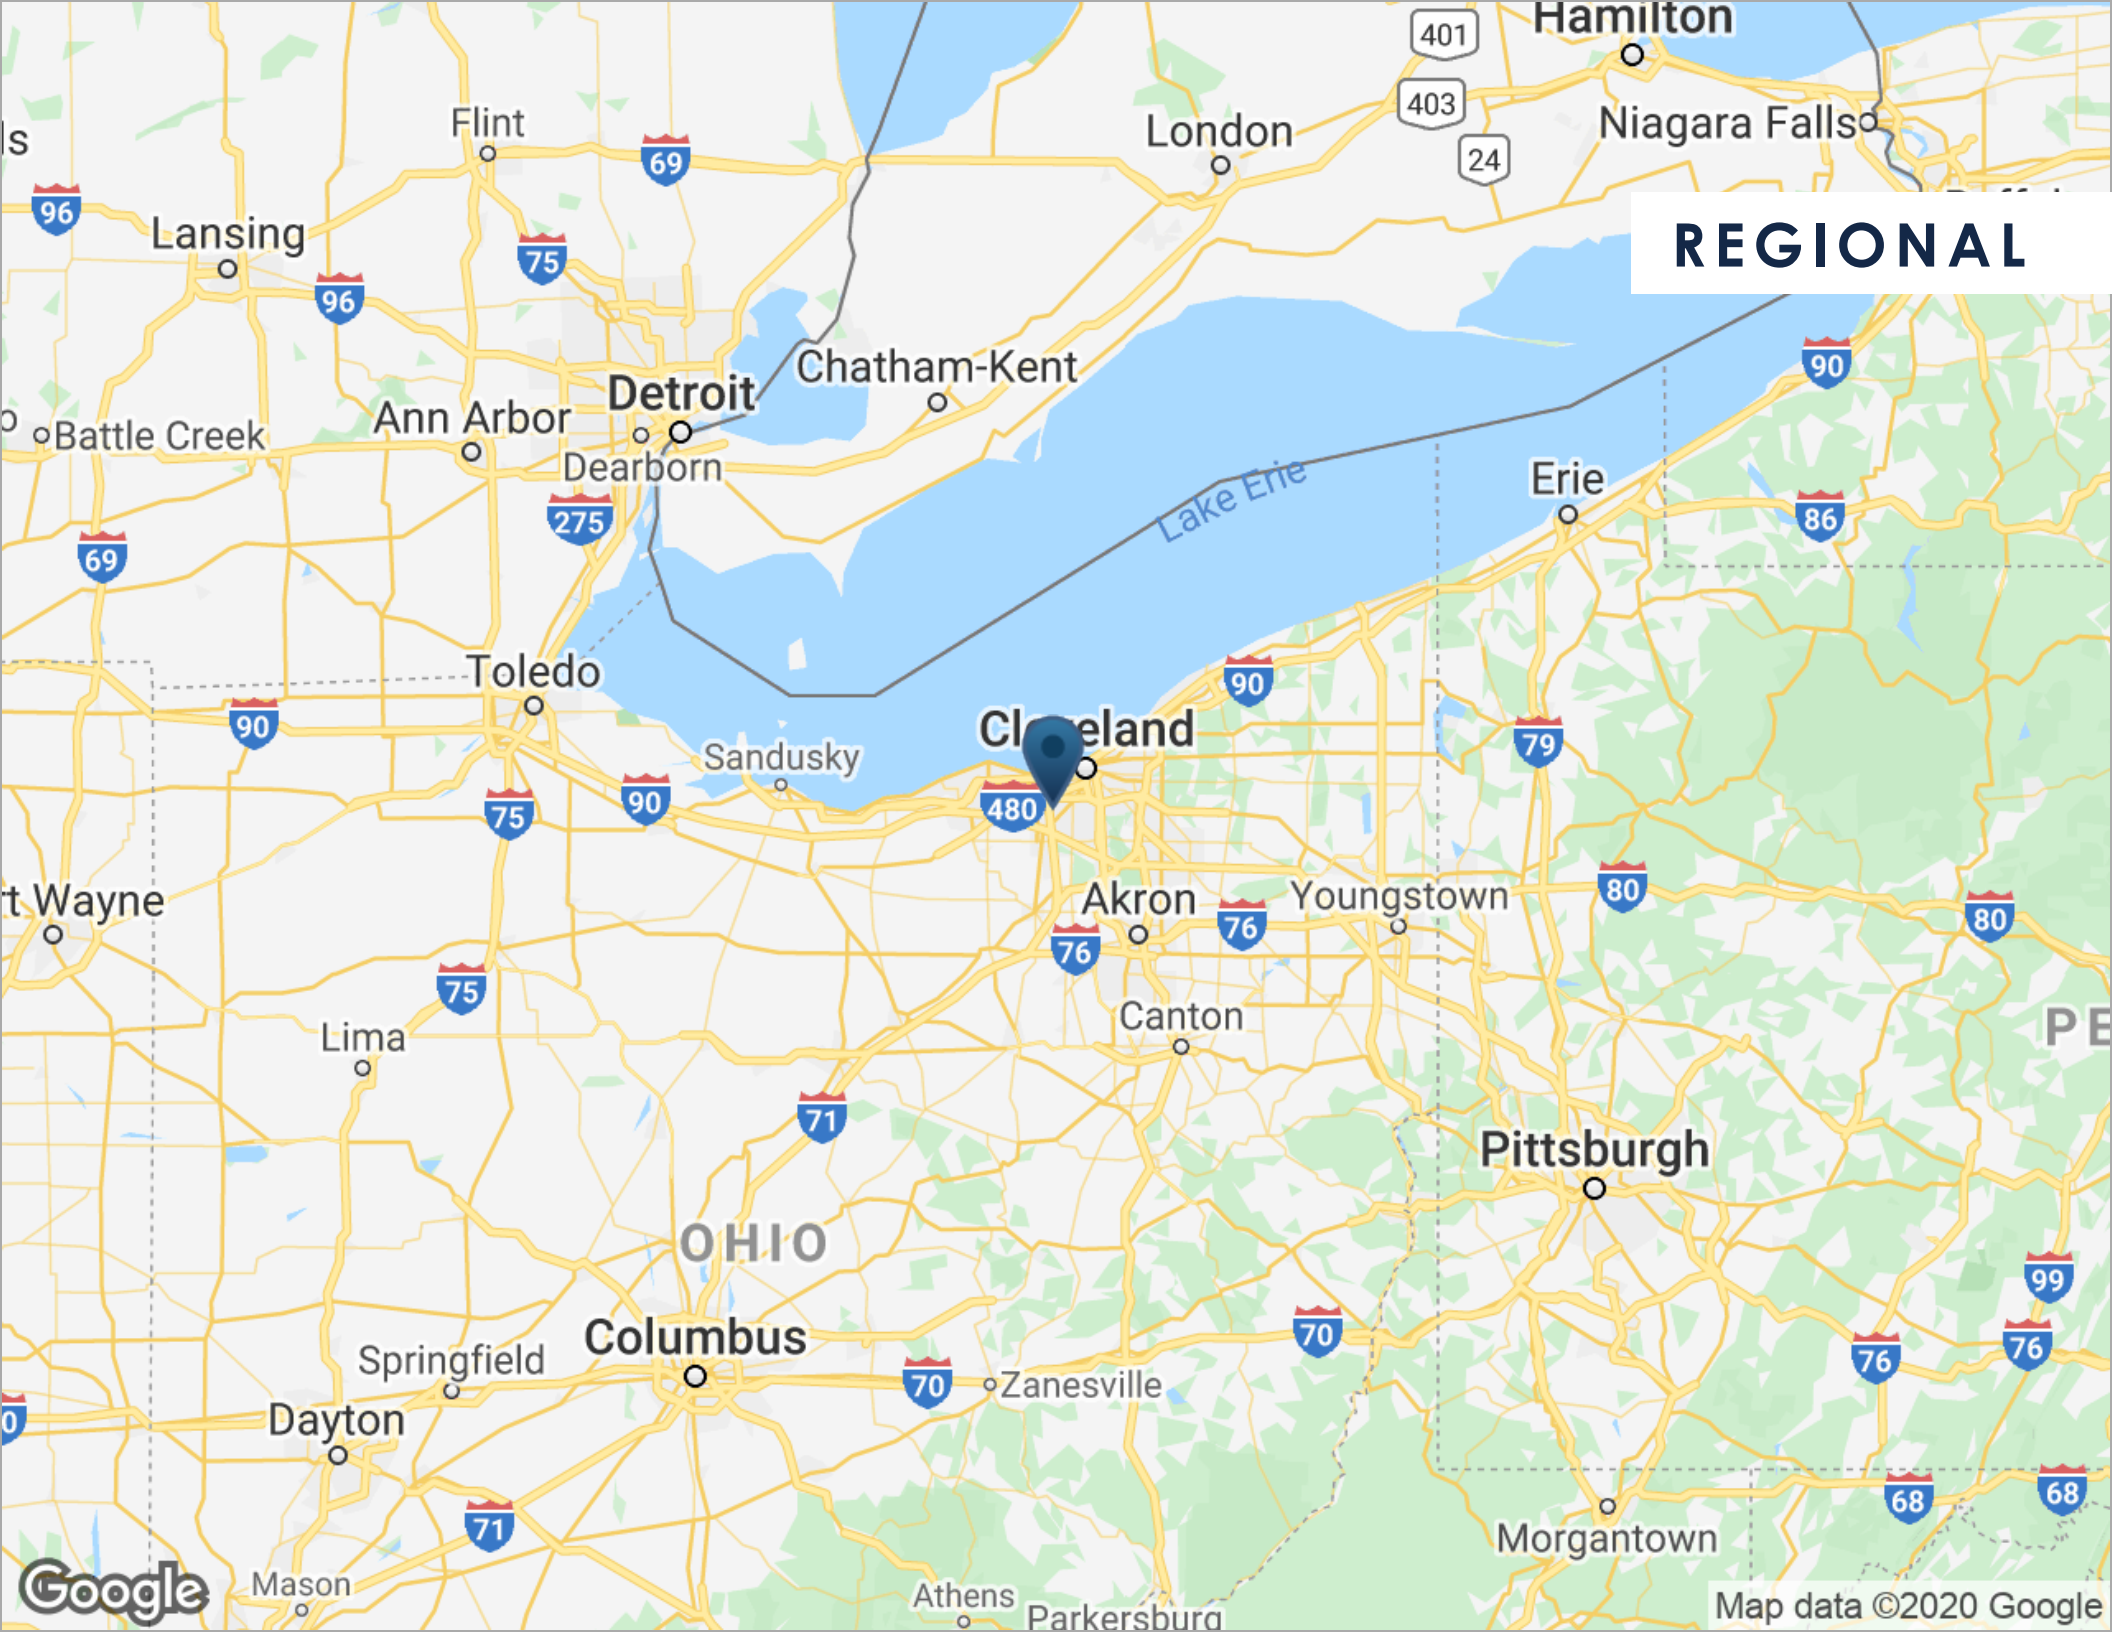 Hamilton
401
403
24
London
Niagara Falls
Flint
69
96
Lansing
75
96
REGIONAL
Chatham-Kent
Detroit
Ann Arbor
Battle Creek
Dearborn
90
Lake Erie
Erie
275
86
69
Toledo
90
90
Cleveland
79
Sandusky
480
90
75
80
80
rt Wayne
Akron
Youngstown
76
76
75
Canton
Lima
PE
71
Pittsburgh
OHIO
99
Columbus
70
76
76
Springfield
70
Zanesville
Dayton
0
71
68
68
Morgantown
Google
Mason
Athens
Parkersburg
Map data ©2020 Google